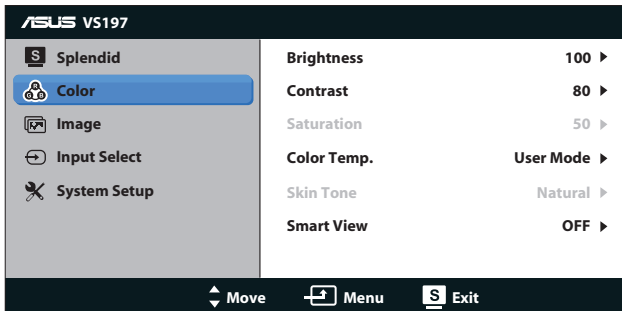 ASUS VS197
S Splendid
Color
Image
Input Select
System Setup
Brightness 100
Contrast 80
Saturation 50
Color Temp. User Mode
Skin Tone Natural
Smart View OFF
Move Menu S Exit